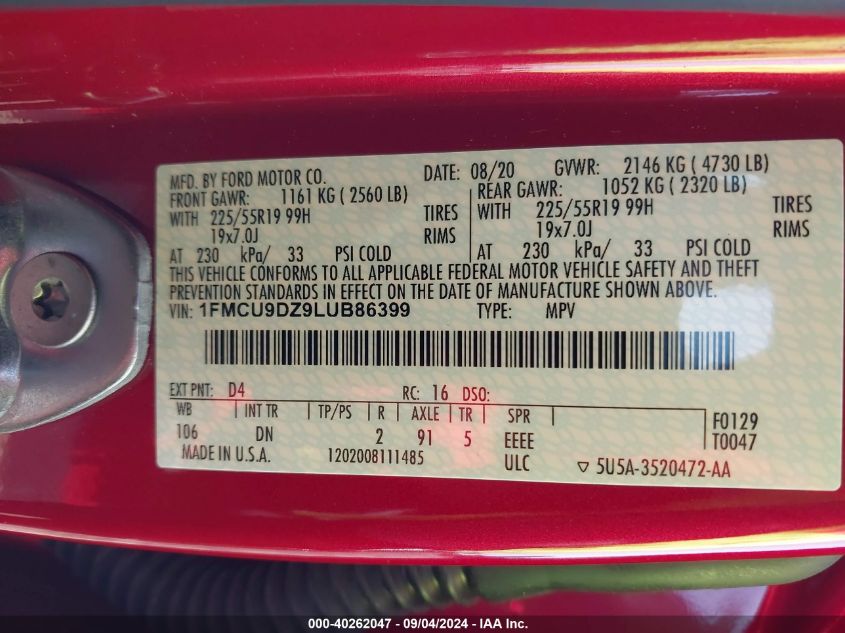 MFD. BY FORD MOTOR CO. DATE: 08/20 GVWR: 2146 KG ( 4730 LB)
FRONT GAWR: 1161 KG ( 2560 LB) REAR GAWR: 1052 KG ( 2320 LB)
WITH 225/55R19 99H TIRES WITH 225/55R19 99H TIRES
19x7.0J RIMS 19x7.0J RIMS
AT 230 kPa/ 33 PSI COLD AT 230 kPa/ 33 PSI COLD
THIS VEHICLE CONFORMS TO ALL APPLICABLE FEDERAL MOTOR VEHICLE SAFETY AND THEFT
PREVENTION STANDARDS IN EFFECT ON THE DATE OF MANUFACTURE SHOWN ABOVE.
VIN: 1FMCU9DZ9LUB86399 TYPE: MPV
EXT PNT: D4 RC: 16 DSO:
WB INT TR TP/PS R AXLE TR SPR F0129
106 DN 2 91 5 EEEE T0047
MADE IN U.S.A. 1202008111485 ULC ▽ 5U5A-3520472-AA
000-40262047 - 09/04/2024 - IAA Inc.